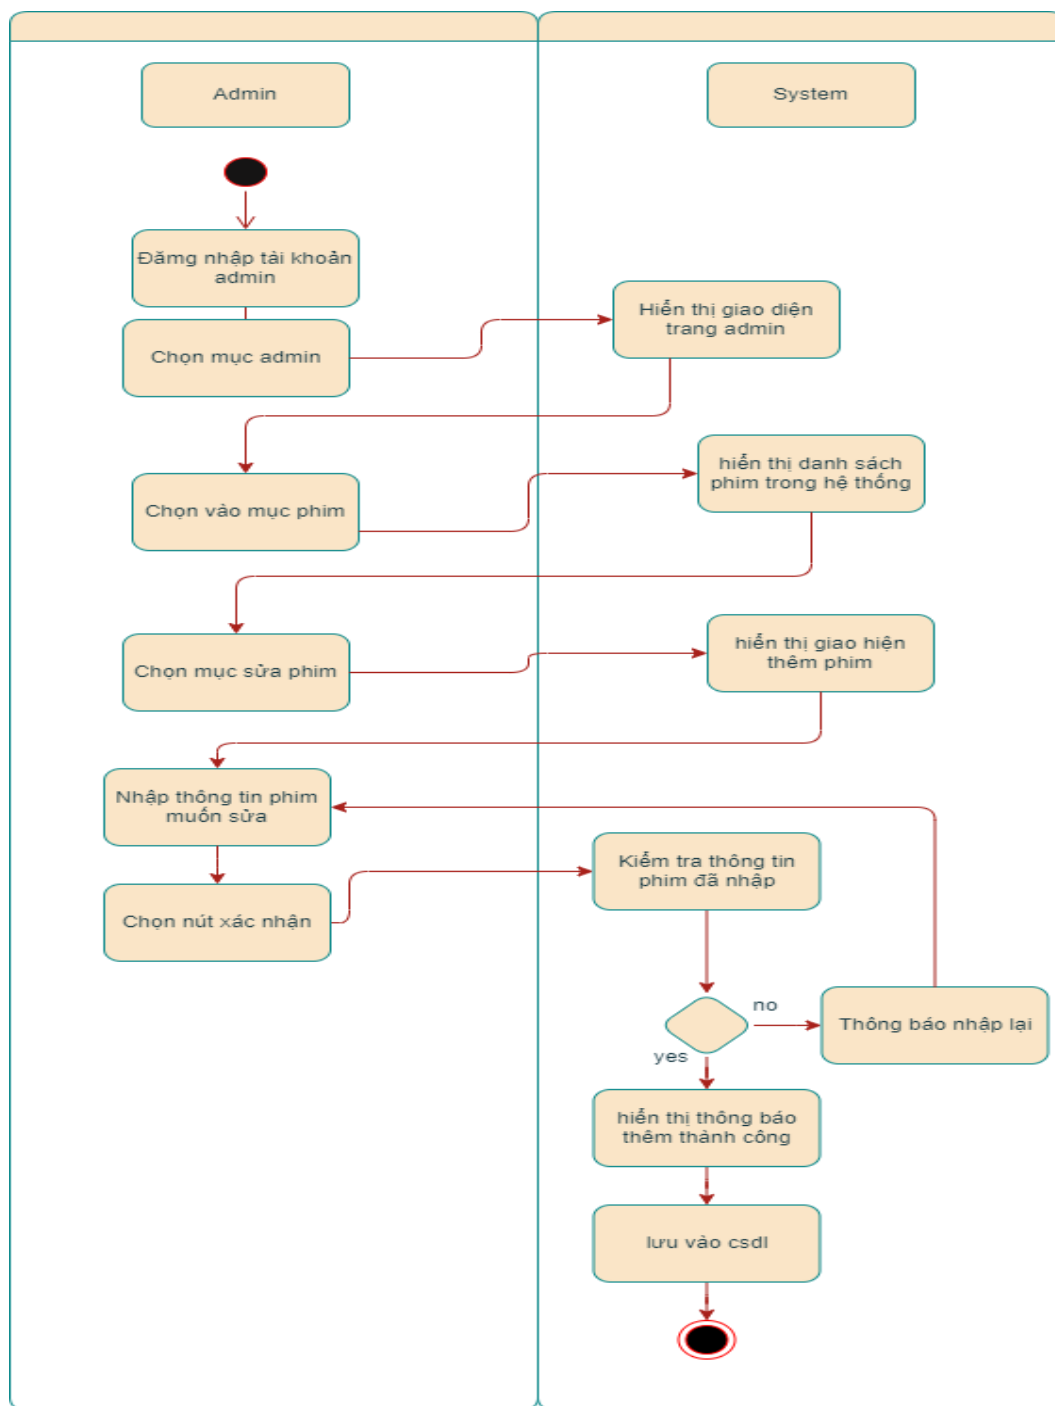 Admin
System
Đămg nhập tài khoản
admin
Hiển thị giao diện
trang admin
Chọn mục admin
hiển thị danh sách
phim trong hệ thống
Chọn vào mục phim
hiển thị giao hiện
thêm phim
Chọn mục sửa phim
Nhập thông tin phim
muốn sửa
Kiểm tra thông tin
phim đã nhập
Chọn nút xác nhận
no
Thông báo nhập lại
yes
hiển thị thông báo
thêm thành công
lưu vào csdl